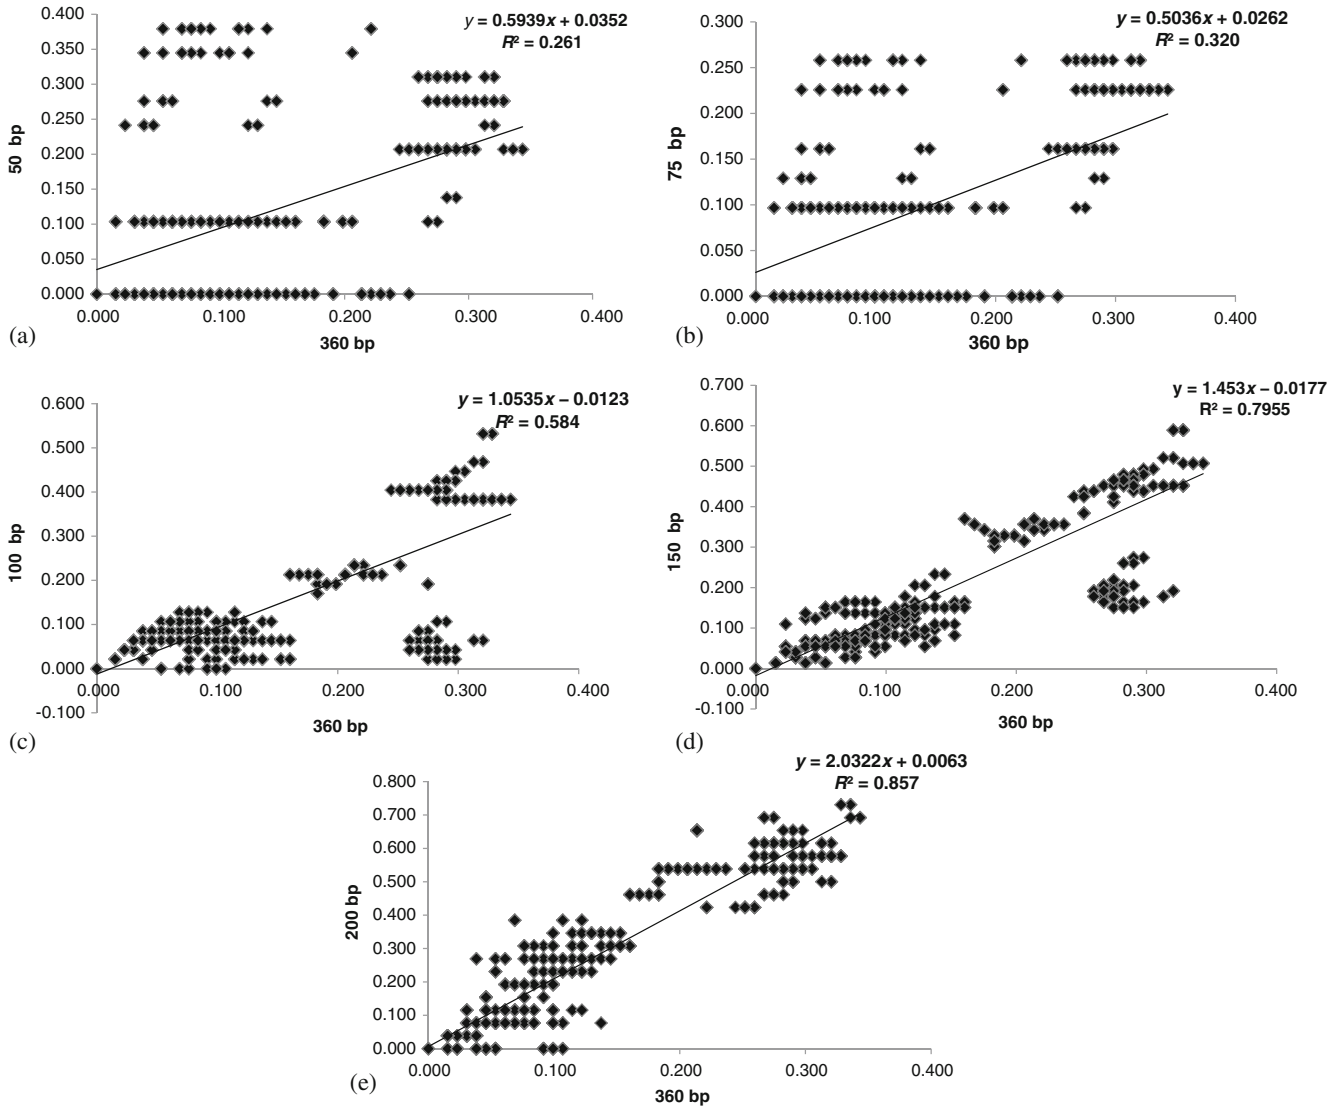 y = 0.5939x + 0.0352
R² = 0.261
0.400
0.350
0.300
0.250
0.200
0.150
0.100
0.050
0.000
50 bp
0.000 0.100 0.200 0.300 0.400
360 bp
(a)
y = 0.5036x + 0.0262
R² = 0.320
0.300
0.250
0.200
0.150
0.100
0.050
0.000
75 bp
0.000 0.100 0.200 0.300 0.400
360 bp
(b)
y = 1.0535x – 0.0123
R² = 0.584
0.600
0.500
0.400
0.300
0.200
0.100
0.000
-0.100
100 bp
0.000 0.100 0.200 0.300 0.400
360 bp
(c)
y = 1.453x – 0.0177
R² = 0.7955
0.700
0.600
0.500
0.400
0.300
0.200
0.100
0.000
-0.100
150 bp
0.000 0.100 0.200 0.300 0.400
360 bp
(d)
y = 2.0322x + 0.0063
R² = 0.857
0.800
0.700
0.600
0.500
0.400
0.300
0.200
0.100
0.000
200 bp
0.000 0.100 0.200 0.300 0.400
360 bp
(e)